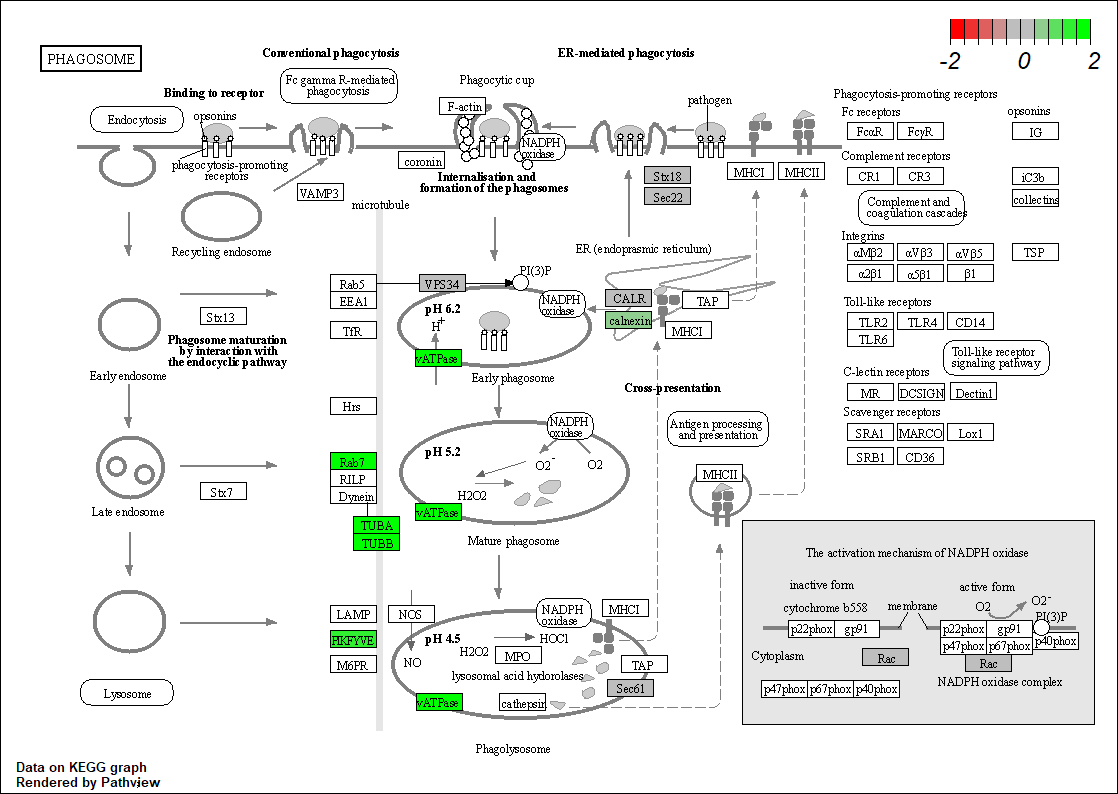 PHAGOSOME
Conventional phagocytosis
ER-mediated phagocytosis
-2
0
2
Fc gamma R-mediated
phagocytosis
Phagocytic cup
Binding to receptor
F-actin
pathogen
Phagocytosis-promoting receptors
Endocytosis
opsonins
Fc receptors
opsonins
FcαR
FcγR
IG
NADPH
oxidase
phagocytosis-promoting
receptors
coronin
Complement receptors
MHCI
MHCII
Stx18
Internalisation and
formation of the phagosomes
CR1
CR3
iC3b
VAMP3
Sec22
collectins
microtubule
Complement and
coagulation cascades
Recycling endosome
ER (endoprasmic reticulum)
Integrins
αMβ2
αVβ3
αVβ5
TSP
α2β1
α5β1
β1
Rab5
VPS34
PI(3)P
EEA1
NADPH
oxidase
CALR
TAP
pH 6.2
H+
calnexin
MHCI
Toll-like receptors
TLR2
TLR4
CD14
TLR6
Stx13
TfR
Phagosome maturation
by interaction with
the endocyclic pathway
vATPase
Toll-like receptor
signaling pathway
Early endosome
Early phagosome
Cross-presentation
C-lectin receptors
MR
DCSIGN
Dectin1
Hrs
Scavenger receptors
NADPH
oxidase
Antigen processing
and presentation
SRA1
MARCO
Lox1
SRB1
CD36
pH 5.2
Rab7
RILP
Dynein
O2-
O2
MHCII
Stx7
H2O2
Late endosome
vATPase
TUBA
TUBB
Mature phagosome
The activation mechanism of NADPH oxidase
inactive form
active form
cytochrome b558
membrane
O2
O2-
PI(3)P
p22phox
gp91
p22phox
gp91
p47phox
p67phox
p40phox
Cytoplasm
Rac
Rac
NADPH oxidase complex
p47phox
p67phox
p40phox
LAMP
NOS
NADPH
oxidase
MHCI
PIKFYVE
pH 4.5
HOCl
H2O2
MPO
M6PR
NO
TAP
lysosomal acid hydorolases
Sec61
Lysosome
vATPase
cathepsin
Phagolysosome
Data on KEGG graph
Rendered by Pathview